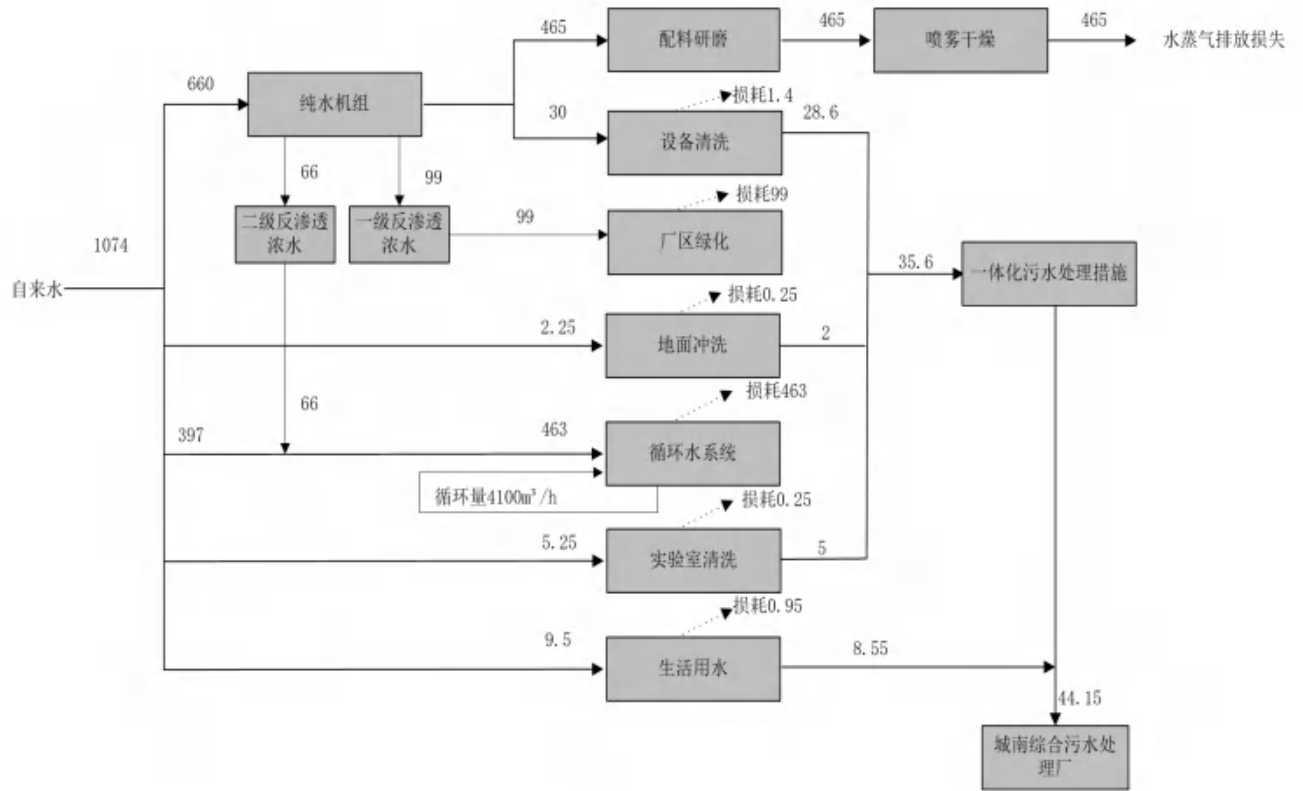 465
配料研磨
465
喷雾干燥
465
水蒸气排放损失
660
纯水机组
30
损耗1.4
设备清洗
28.6
66
99
二级反渗透
浓水
一级反渗透
浓水
99
损耗99
厂区绿化
1074
自来水
35.6
一体化污水处理措施
损耗0.25
2.25
地面冲洗
2
损耗463
66
397
463
循环水系统
循环量4100m³/h
损耗0.25
5.25
实验室清洗
5
损耗0.95
9.5
生活用水
8.55
44.15
城南综合污水处
理厂